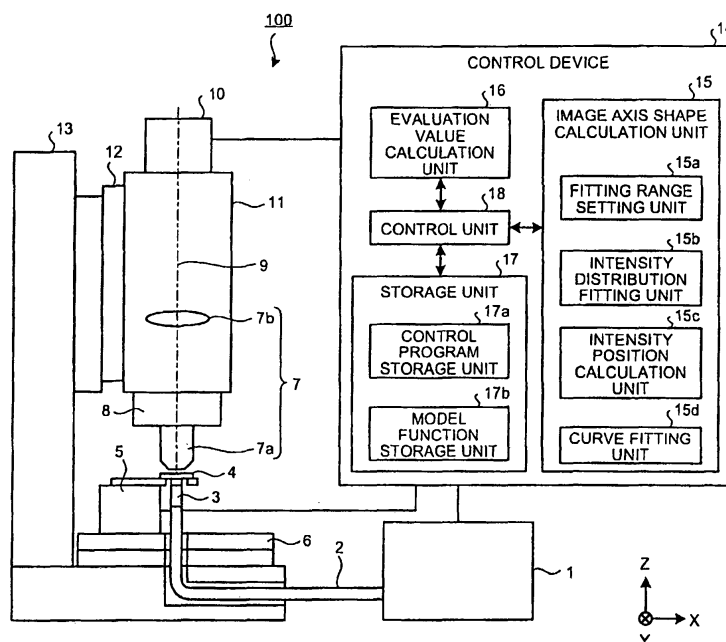 100
14
CONTROL DEVICE
10
16
15
EVALUATION
VALUE
CALCULATION
UNIT
IMAGE AXIS SHAPE
CALCULATION UNIT
13
12
11
18
15a
FITTING RANGE
SETTING UNIT
CONTROL UNIT
9
17
15b
STORAGE UNIT
INTENSITY
DISTRIBUTION
FITTING UNIT
7b
17a
15c
CONTROL
PROGRAM
STORAGE UNIT
INTENSITY
POSITION
CALCULATION
UNIT
7
8
17b
15d
7a
MODEL
FUNCTION
STORAGE UNIT
CURVE FITTING
UNIT
5
4
3
6
2
1
Z
X
Y